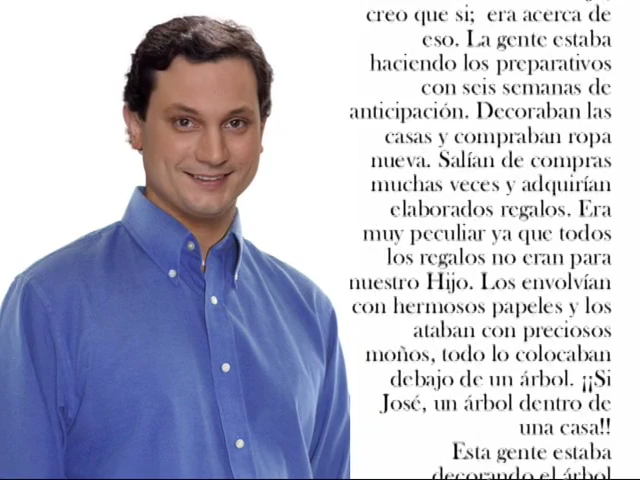 creo que si; era acerca de
eso. La gente estaba
haciendo los preparativos
con seis semanas de
anticipación. Decoraban las
casas y compraban ropa
nueva. Salían de compras
muchas veces y adquirían
elaborados regalos. Era
muy peculiar ya que todos
los regalos no eran para
nuestro Hijo. Los envolvían
con hermosos papeles y los
ataban con preciosos
moños, todo lo colocaban
debajo de un árbol. ¡¡Si
José, un árbol dentro de
una casa!!
Esta gente estaba
decorando el árbol